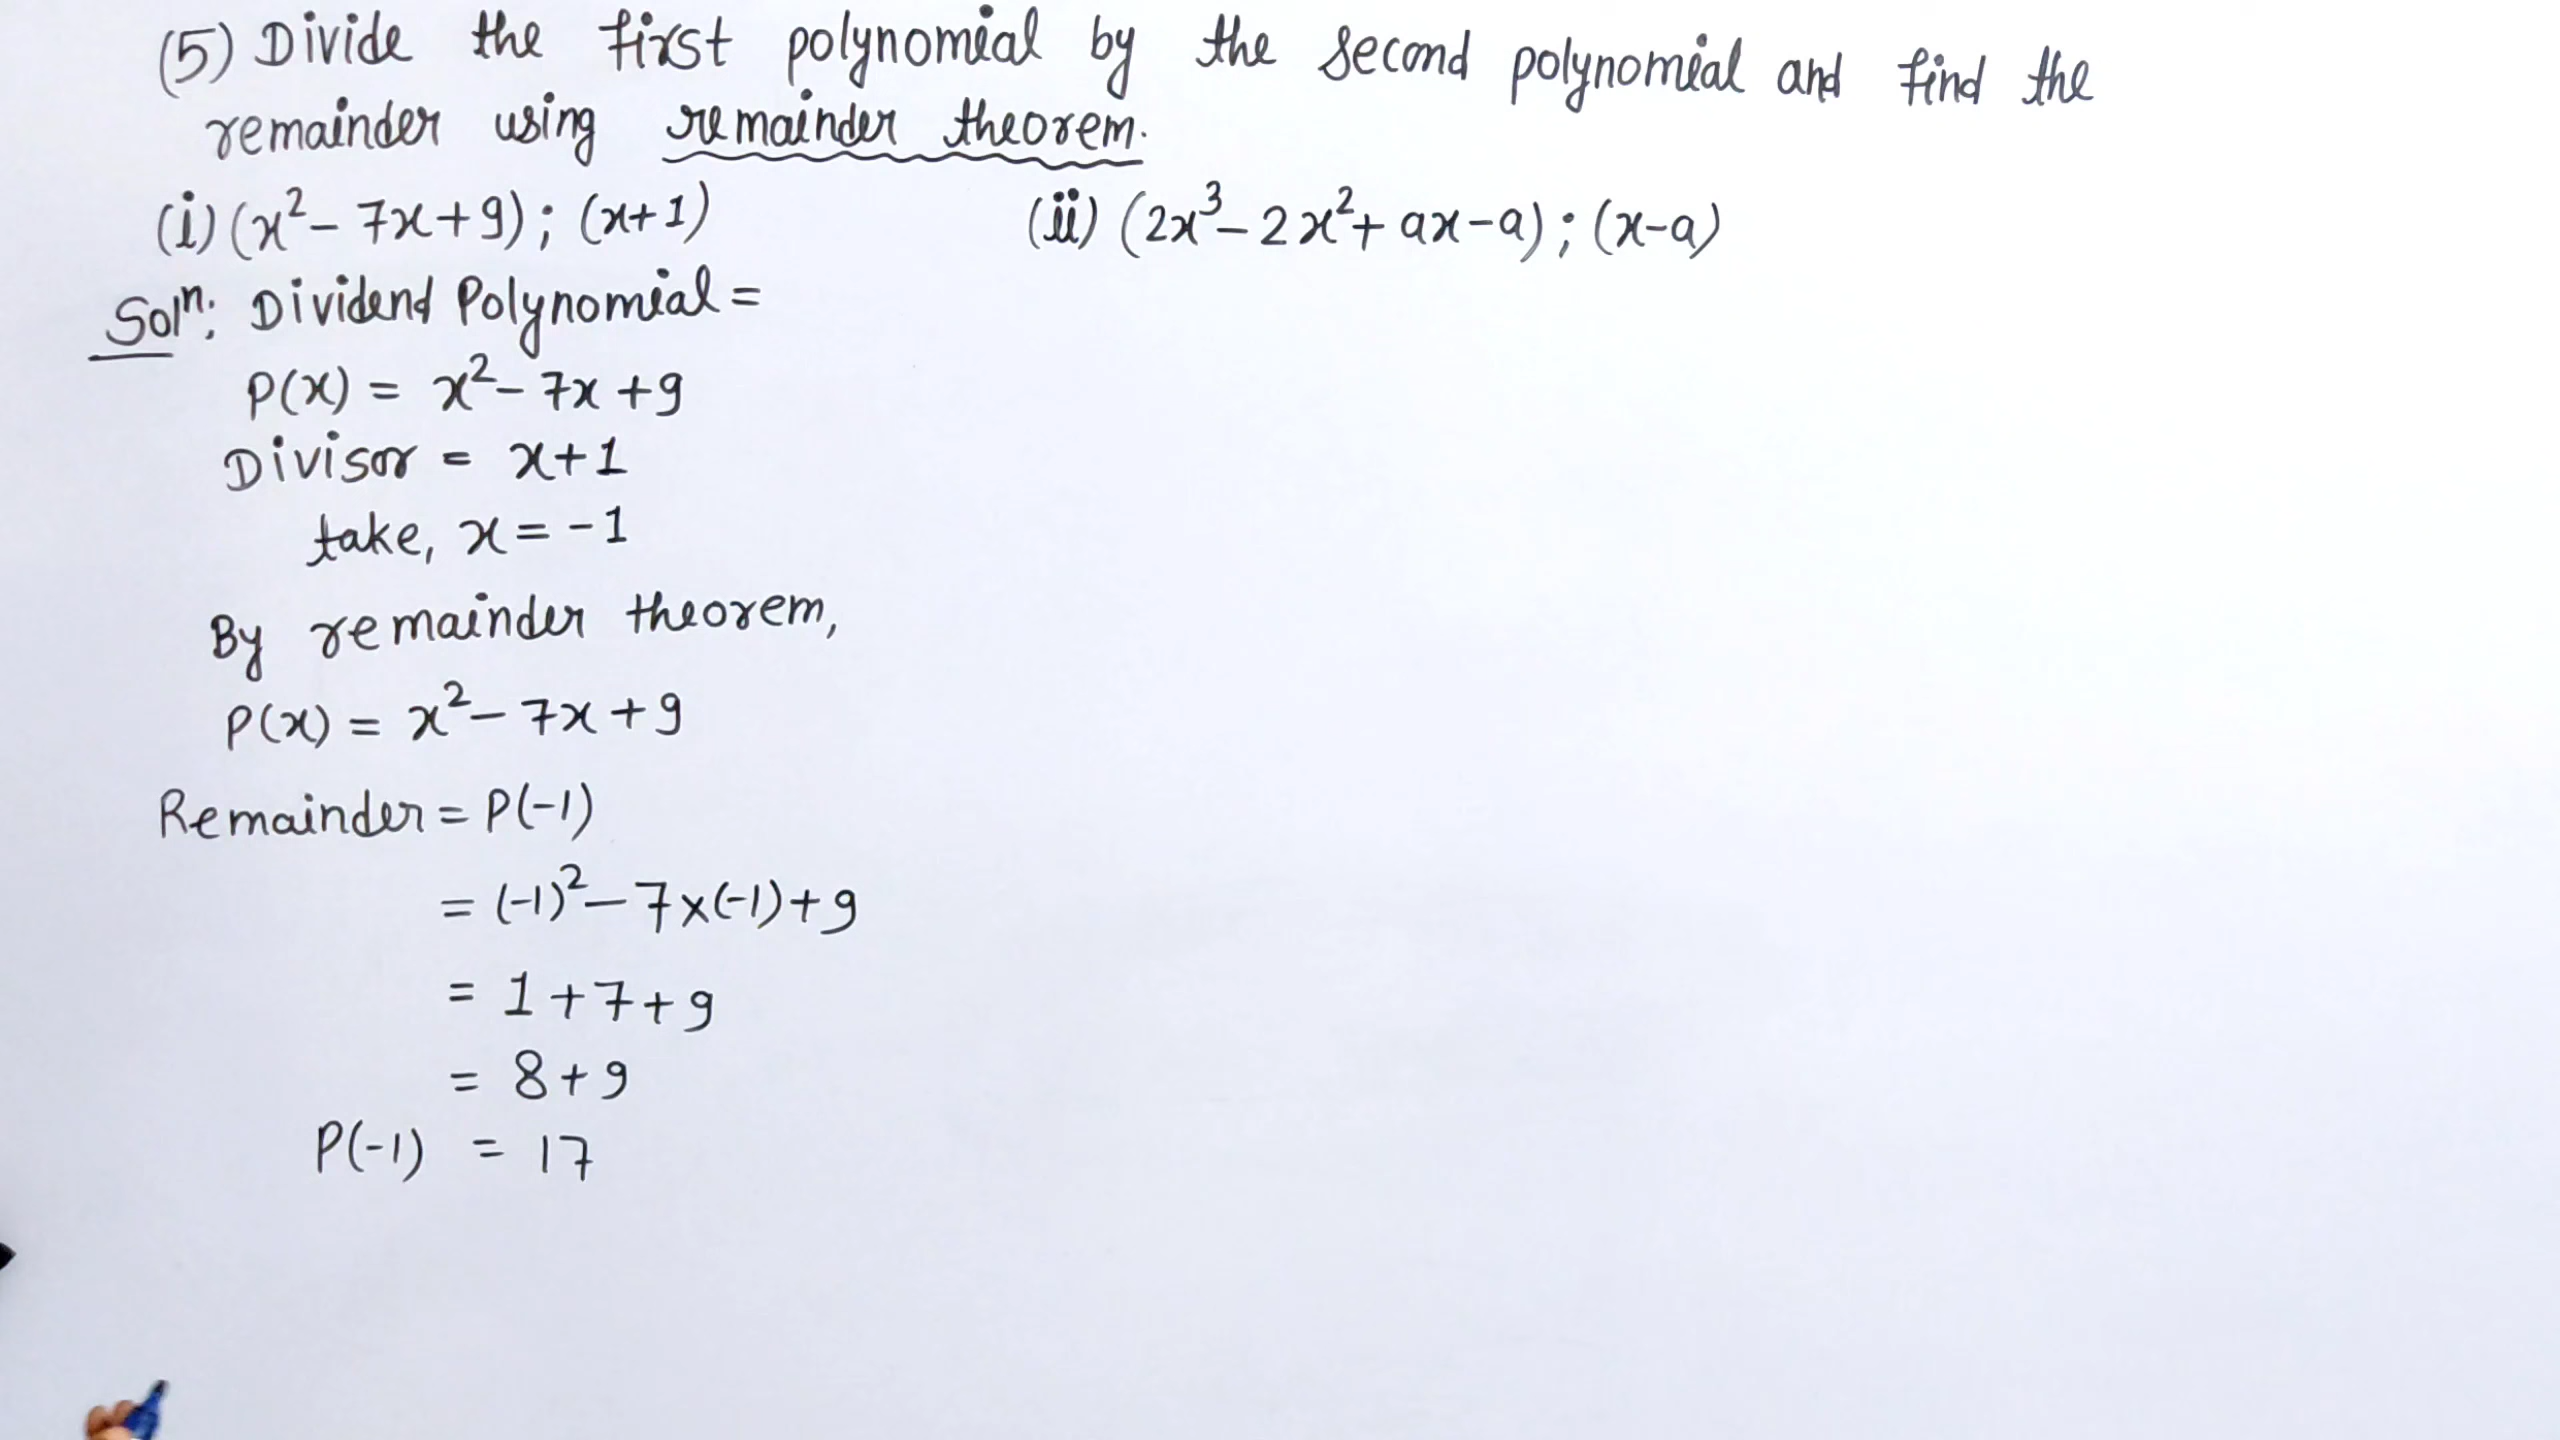 (5) Divide the first polynomial by the second polynomial and find the
remainder using remainder theorem.
(i) (x² - 7x + 9) ; (x+1) (ii) (2x³ - 2x² + ax - a) ; (x-a)
Solⁿ: Dividend Polynomial =
P(x) = x² - 7x + 9
Divisor = x+1
take, x = -1
By remainder theorem,
P(x) = x² - 7x + 9
Remainder = P(-1)
= (-1)² - 7×(-1) + 9
= 1 + 7 + 9
= 8 + 9
P(-1) = 17